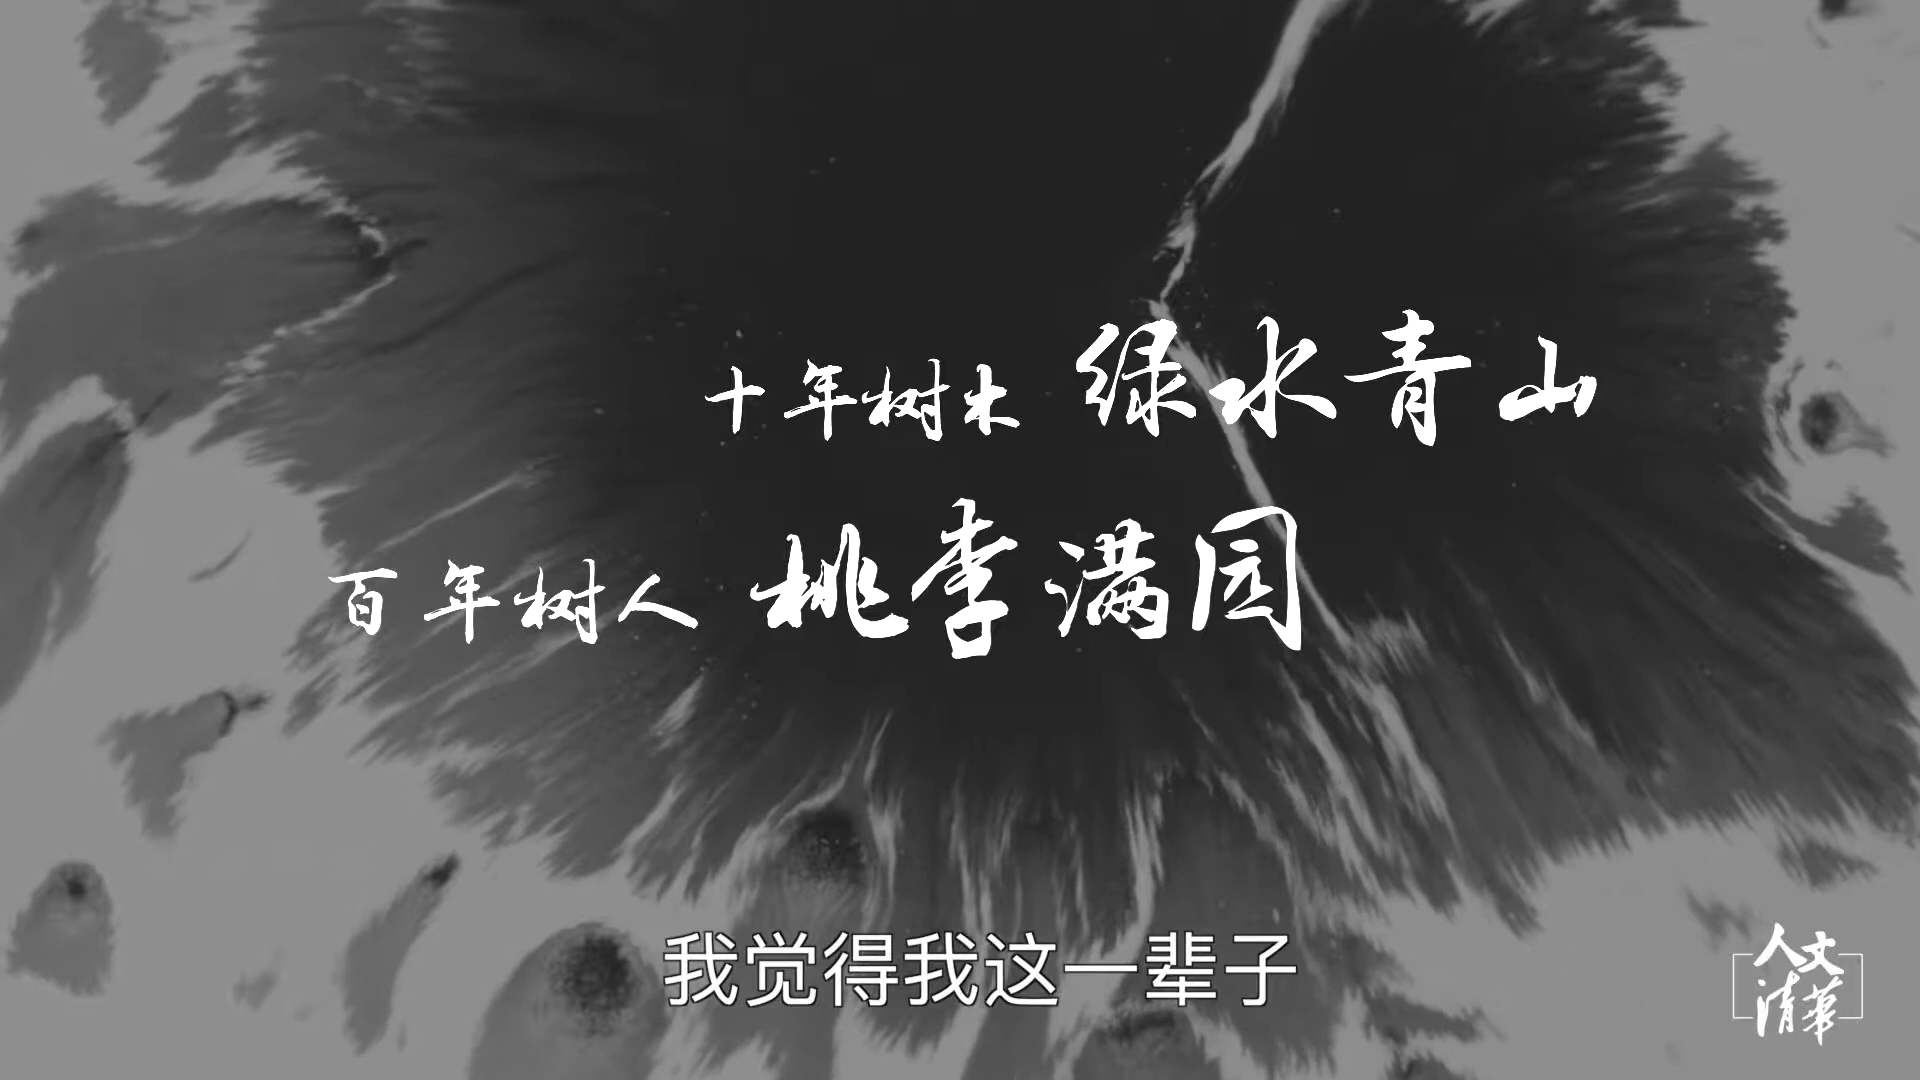 十年树木 绿水青山
百年树人 桃李满园
我觉得我这一辈子
人文
清華